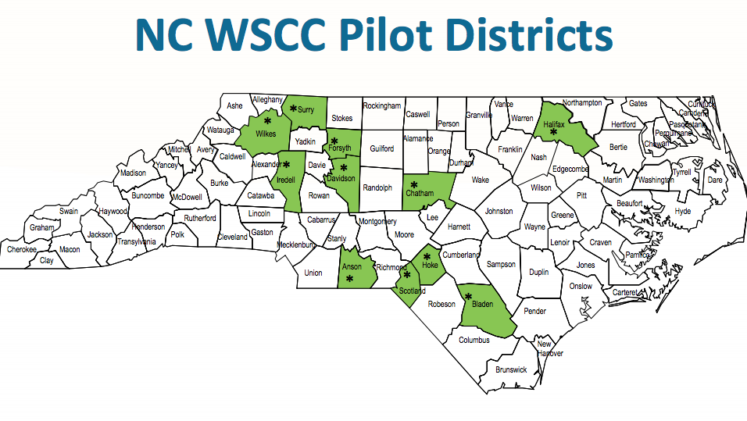 NC WSCC Pilot Districts
Ashe
Alleghany
Surry
Stokes
Rockingham
Caswell
Person
Granville
Vance
Warren
Northampton
Halifax
Gates
Hertford
Bertie
Camden
Watauga
Wilkes
Yadkin
Forsyth
Guilford
Alamance
Orange
Durham
Franklin
Nash
Edgecombe
Martin
Washington
Tyrrell
Dare
Mitchel
Avery
Caldwell
Alexander
Iredell
Davie
Davidson
Randolph
Chatham
Wake
Wilson
Pitt
Beaufort
Hyde
Madison
Yancey
Burke
Catawba
Rowan
Johnston
Greene
Wayne
Buncombe
McDowell
Swain
Haywood
Graham
Jackson
Henderson
Rutherford
Lincoln
Gaston
Cabarrus
Montgomery
Lee
Harnett
Moore
Stanly
Mecklenburg
Cleveland
Polk
Transylvania
Macon
Cherokee
Clay
Union
Anson
Richmond
Hoke
Cumberland
Sampson
Duplin
Lenoir
Craven
Pamlico
Jones
Onslow
Carteret
Scotland
Robeson
Bladen
Pender
Columbus
New
Hanover
Brunswick